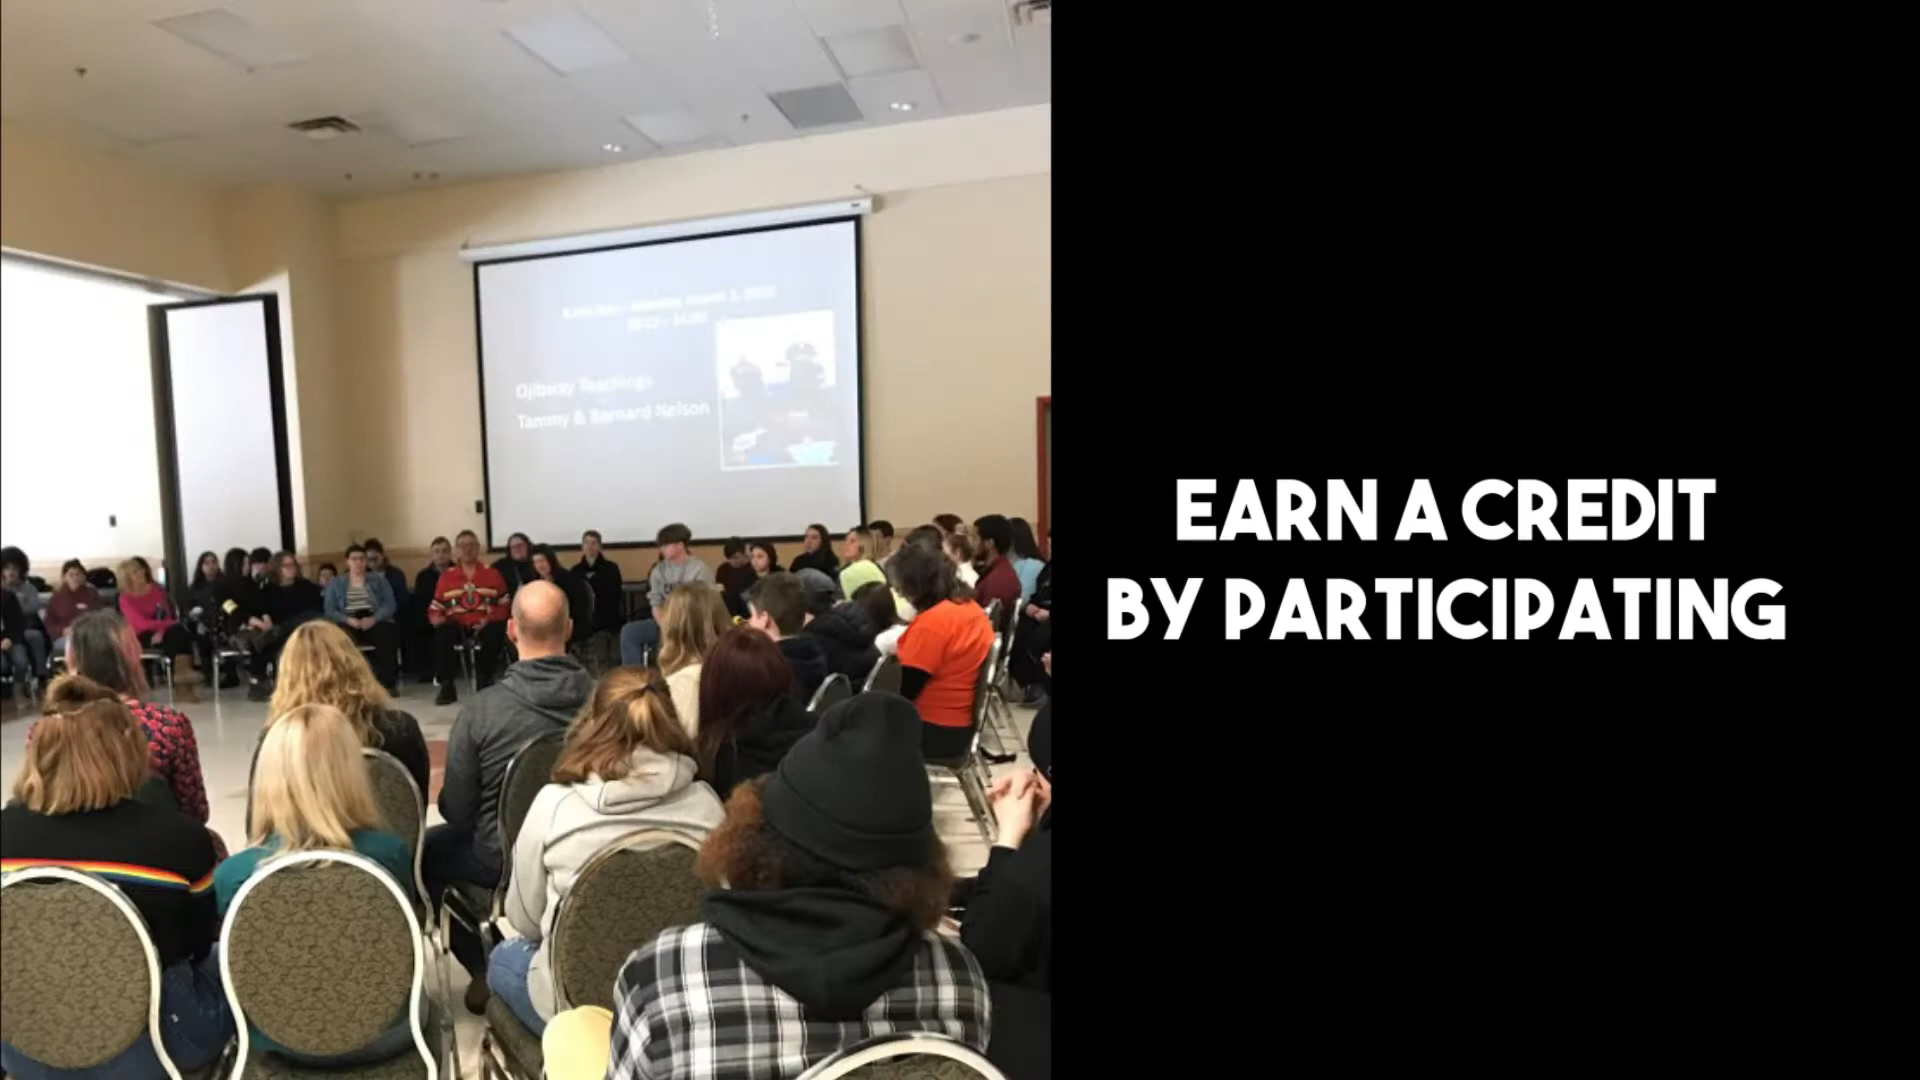 Ojibway Teachings
Tammy & Bernard Nelson
EARN A CREDIT
BY PARTICIPATING